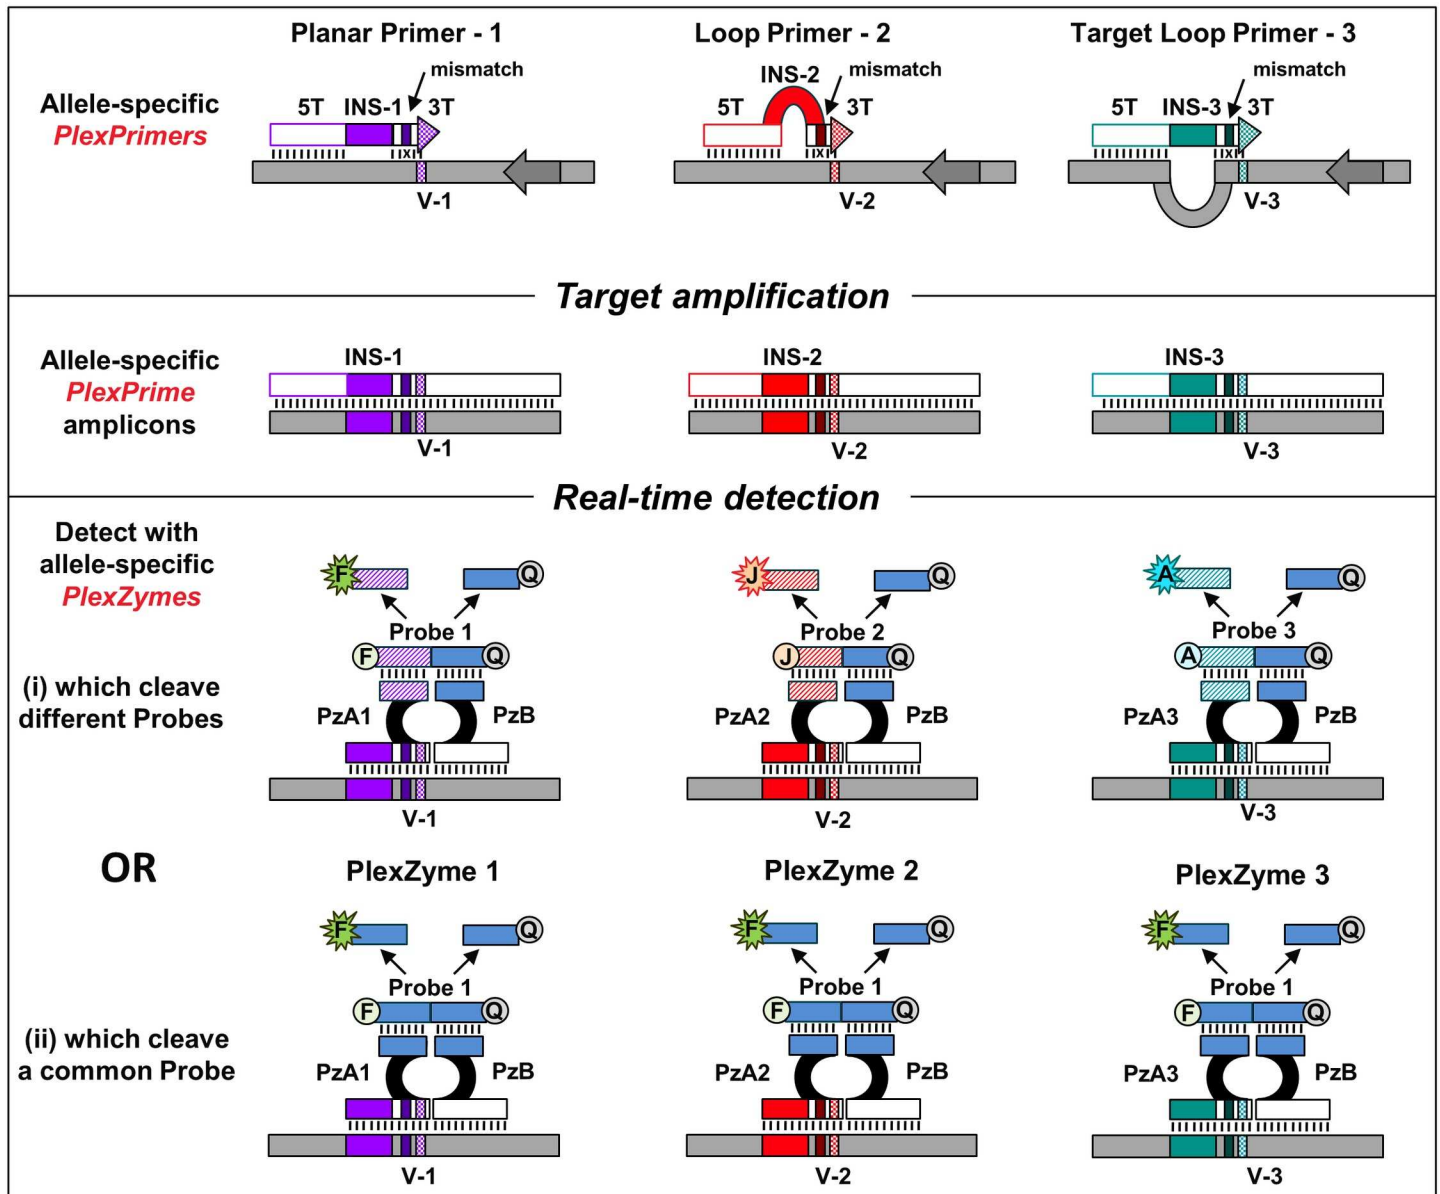 Planar Primer - 1
Loop Primer - 2
Target Loop Primer - 3
Allele-specific
PlexPrimers
5T INS-1 mismatch 3T
V-1
INS-2
5T mismatch 3T
V-2
5T INS-3 mismatch 3T
V-3
x
x
x
Target amplification
Allele-specific
PlexPrime
amplicons
INS-1
V-1
INS-2
V-2
INS-3
V-3
Real-time detection
Detect with
allele-specific
PlexZymes
(i) which cleave
different Probes
F Q
Probe 1
F Q
PzA1 PzB
V-1
J Q
Probe 2
J Q
PzA2 PzB
V-2
A Q
Probe 3
A Q
PzA3 PzB
V-3
OR
PlexZyme 1
PlexZyme 2
PlexZyme 3
(ii) which cleave
a common Probe
F Q
Probe 1
F Q
PzA1 PzB
V-1
F Q
Probe 1
F Q
PzA2 PzB
V-2
F Q
Probe 1
F Q
PzA3 PzB
V-3